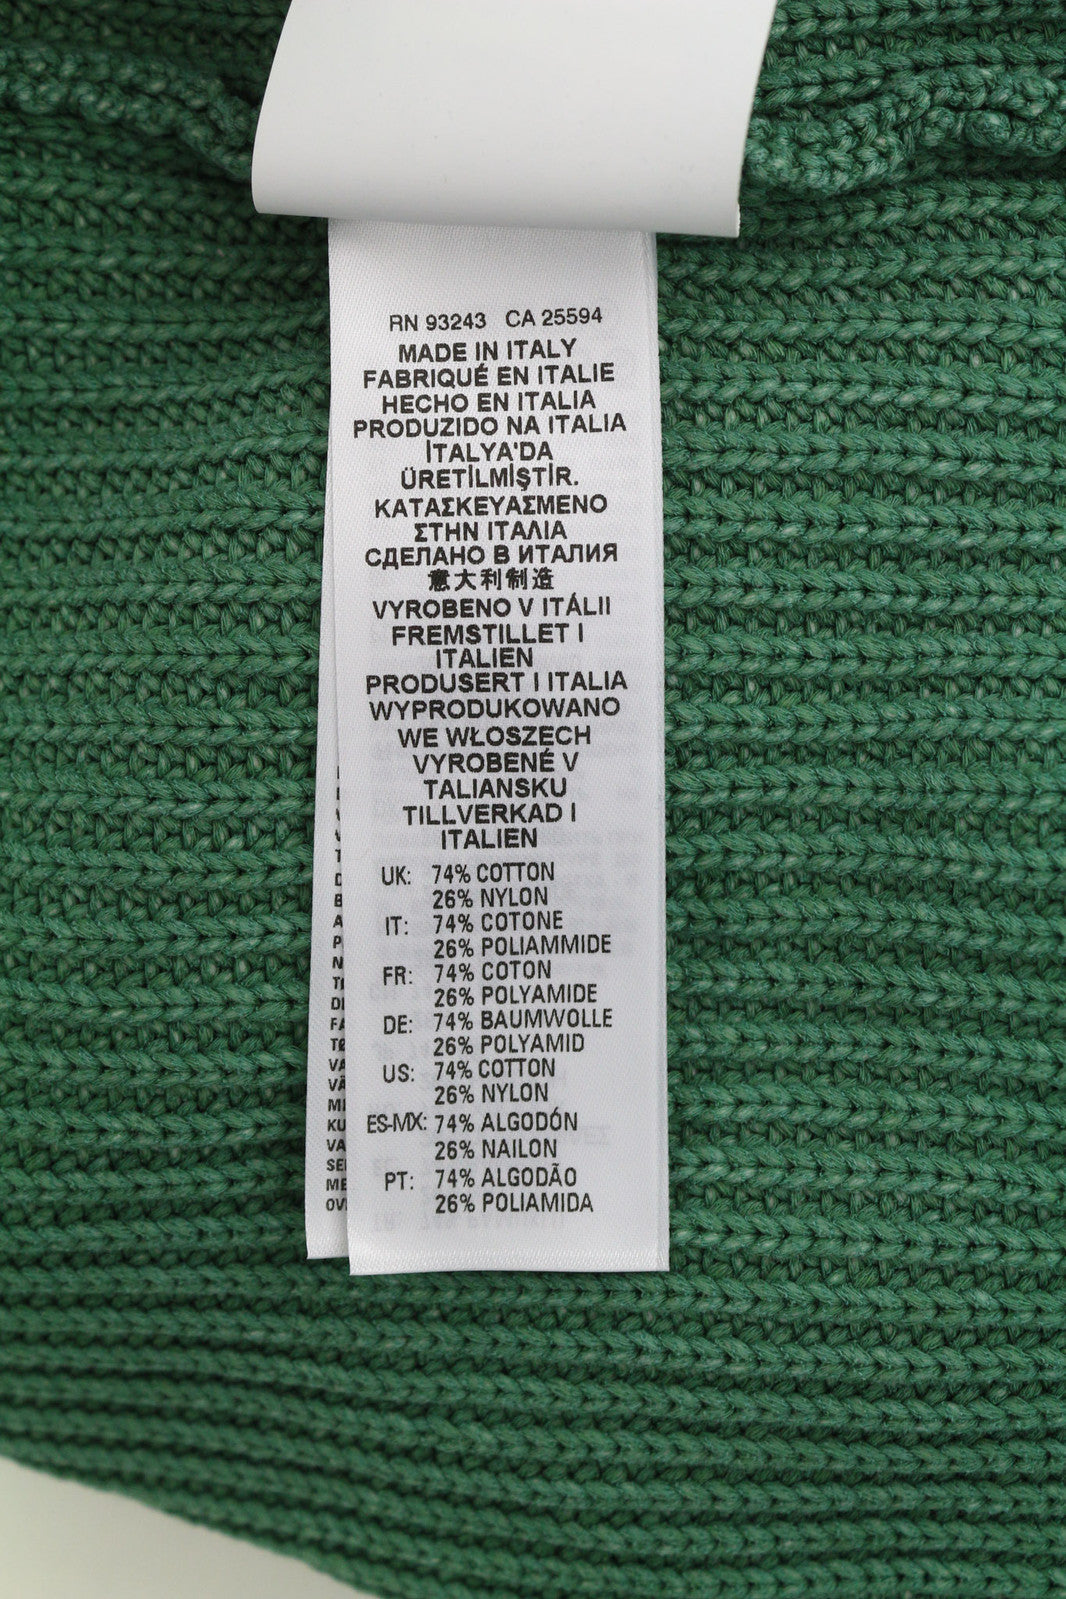 RN 93243 CA 25594
MADE IN ITALY
FABRIQUÉ EN ITALIE
HECHO EN ITALIA
PRODUZIDO NA ITALIA
İTALYA'DA
ÜRETİLMİŞTİR.
ΚΑΤΑΣΚΕΥΑΣΜΕΝΟ
ΣΤΗΝ ΙΤΑΛΙΑ
СДЕЛАНО В ИТАЛИЯ
意大利制造
VYROBENO V ITÁLII
FREMSTILLET I
ITALIEN
PRODUSERT I ITALIA
WYPRODUKOWANO
WE WŁOSZECH
VYROBENÉ V
TALIANSKU
TILLVERKAD I
ITALIEN
UK: 74% COTTON
26% NYLON
IT: 74% COTONE
26% POLIAMMIDE
FR: 74% COTON
26% POLYAMIDE
DE: 74% BAUMWOLLE
26% POLYAMID
US: 74% COTTON
26% NYLON
ES-MX: 74% ALGODÓN
26% NAILON
PT: 74% ALGODÃO
26% POLIAMIDA